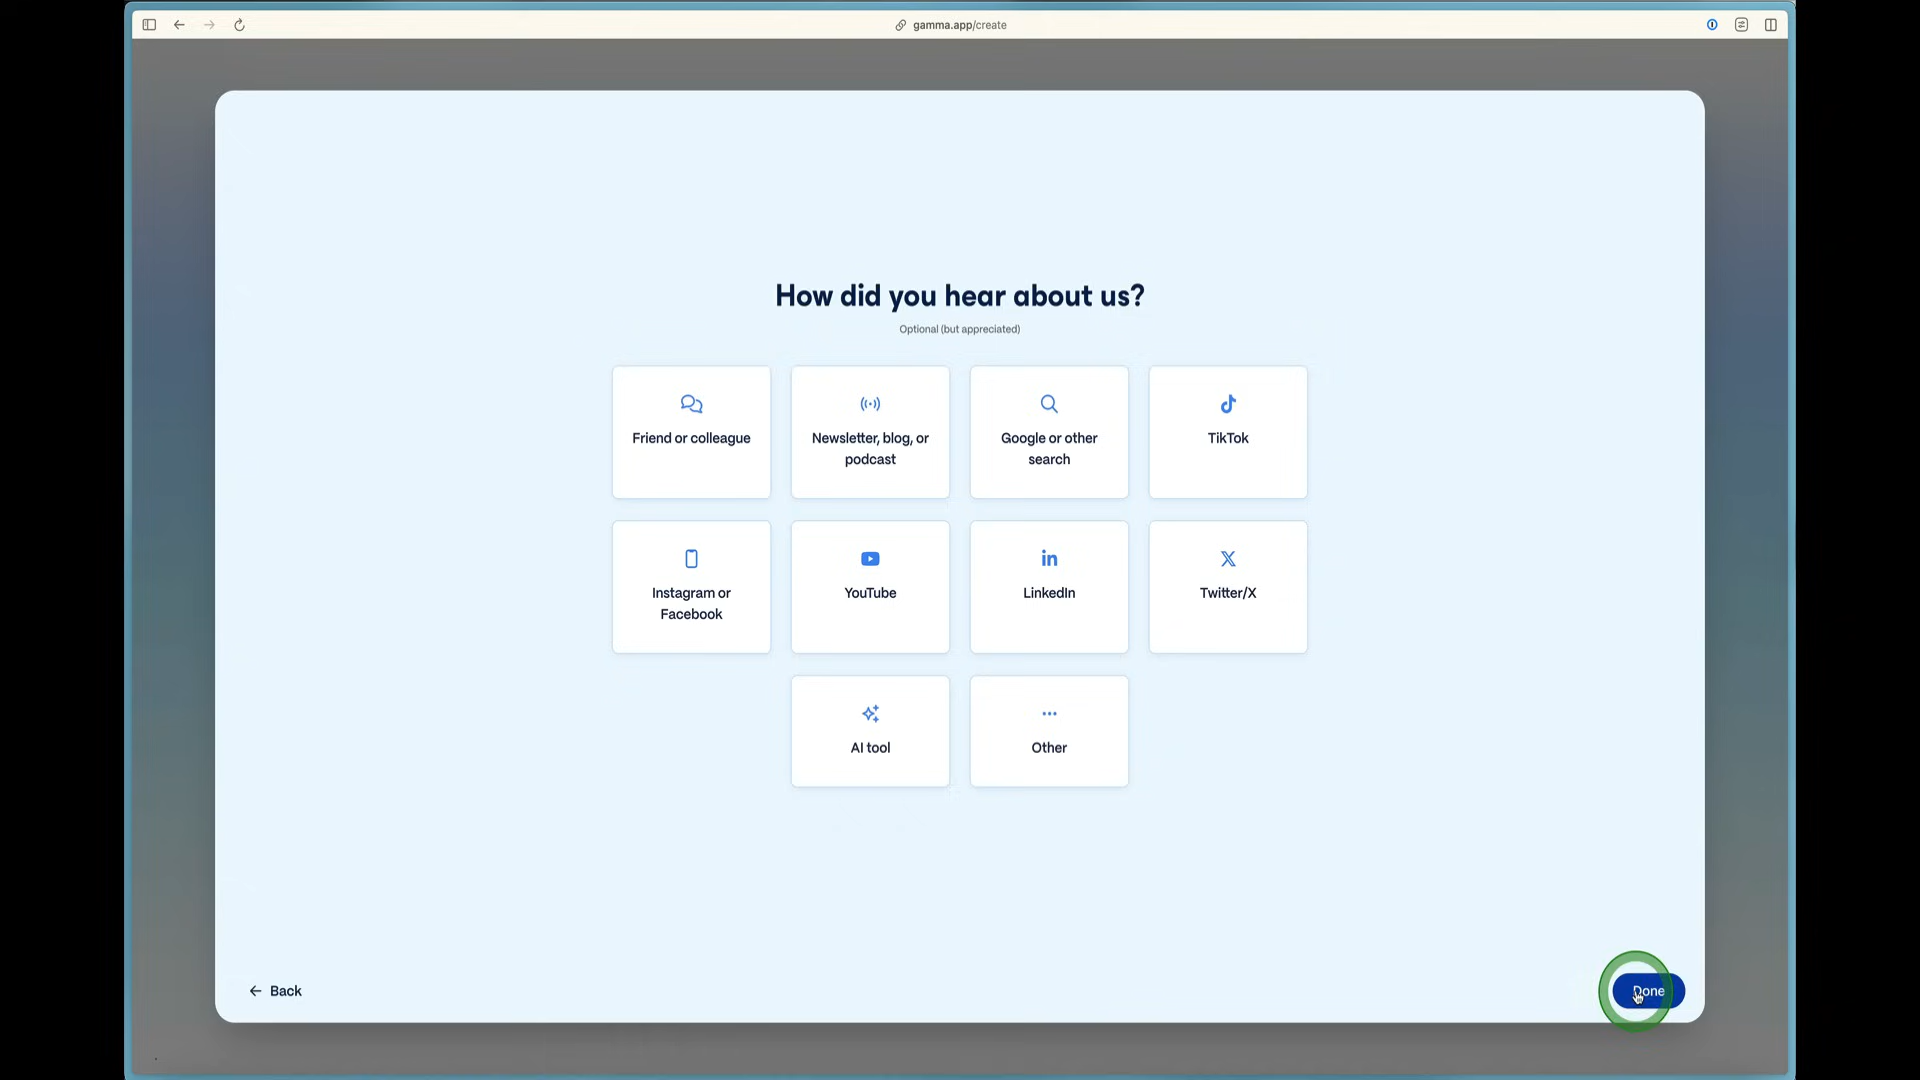 gamma.app/create
How did you hear about us?
Optional (but appreciated)
Friend or colleague
Newsletter, blog, or
podcast
Google or other
search
TikTok
Instagram or
Facebook
YouTube
LinkedIn
Twitter/X
AI tool
Other
Back
Done